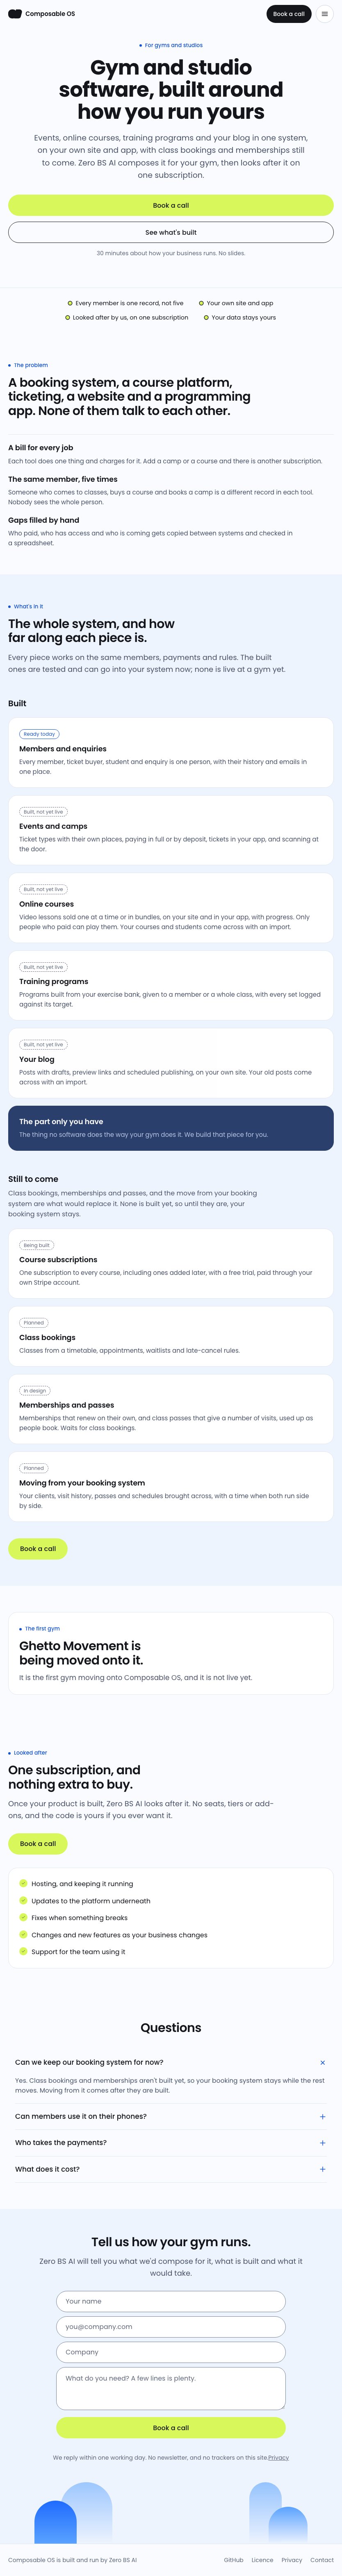 Composable OS
Book a call
For gyms and studios
Gym and studio
software, built around
how you run yours
Events, online courses, training programs and your blog in one system,
on your own site and app, with class bookings and memberships still
to come. Zero BS AI composes it for your gym, then looks after it on
one subscription.
Book a call
See what's built
30 minutes about how your business runs. No slides.
Every member is one record, not five
Your own site and app
Looked after by us, on one subscription
Your data stays yours
The problem
A booking system, a course platform,
ticketing, a website and a programming
app. None of them talk to each other.
A bill for every job
Each tool does one thing and charges for it. Add a camp or a course and there is another subscription.
The same member, five times
Someone who comes to classes, buys a course and books a camp is a different record in each tool.
Nobody sees the whole person.
Gaps filled by hand
Who paid, who has access and who is coming gets copied between systems and checked in
a spreadsheet.
What's in it
The whole system, and how
far along each piece is.
Every piece works on the same members, payments and rules. The built
ones are tested and can go into your system now; none is live at a gym yet.
Built
Ready today
Members and enquiries
Every member, ticket buyer, student and enquiry is one person, with their history and emails in
one place.
Built, not yet live
Events and camps
Ticket types with their own places, paying in full or by deposit, tickets in your app, and scanning at
the door.
Built, not yet live
Online courses
Video lessons sold one at a time or in bundles, on your site and in your app, with progress. Only
people who paid can play them. Your courses and students come across with an import.
Built, not yet live
Training programs
Programs built from your exercise bank, given to a member or a whole class, with every set logged
against its target.
Built, not yet live
Your blog
Posts with drafts, preview links and scheduled publishing, on your own site. Your old posts come
across with an import.
The part only you have
The thing no software does the way your gym does it. We build that piece for you.
Still to come
Class bookings, memberships and passes, and the move from your booking
system are what would replace it. None is built yet, so until they are, your
booking system stays.
Being built
Course subscriptions
One subscription to every course, including ones added later, with a free trial, paid through your
own Stripe account.
Planned
Class bookings
Classes from a timetable, appointments, waitlists and late-cancel rules.
In design
Memberships and passes
Memberships that renew on their own, and class passes that give a number of visits, used up as
people book. Waits for class bookings.
Planned
Moving from your booking system
Your clients, visit history, passes and schedules brought across, with a time when both run side
by side.
Book a call
The first gym
Ghetto Movement is
being moved onto it.
It is the first gym moving onto Composable OS, and it is not live yet.
Looked after
One subscription, and
nothing extra to buy.
Once your product is built, Zero BS AI looks after it. No seats, tiers or add-
ons, and the code is yours if you ever want it.
Book a call
Hosting, and keeping it running
Updates to the platform underneath
Fixes when something breaks
Changes and new features as your business changes
Support for the team using it
Questions
Can we keep our booking system for now?
Yes. Class bookings and memberships aren't built yet, so your booking system stays while the rest
moves. Moving from it comes after they are built.
Can members use it on their phones?
Who takes the payments?
What does it cost?
Tell us how your gym runs.
Zero BS AI will tell you what we'd compose for it, what is built and what it
would take.
Your name
you@company.com
Company
What do you need? A few lines is plenty.
Book a call
We reply within one working day. No newsletter, and no trackers on this site. Privacy
Composable OS is built and run by Zero BS AI
GitHub
Licence
Privacy
Contact